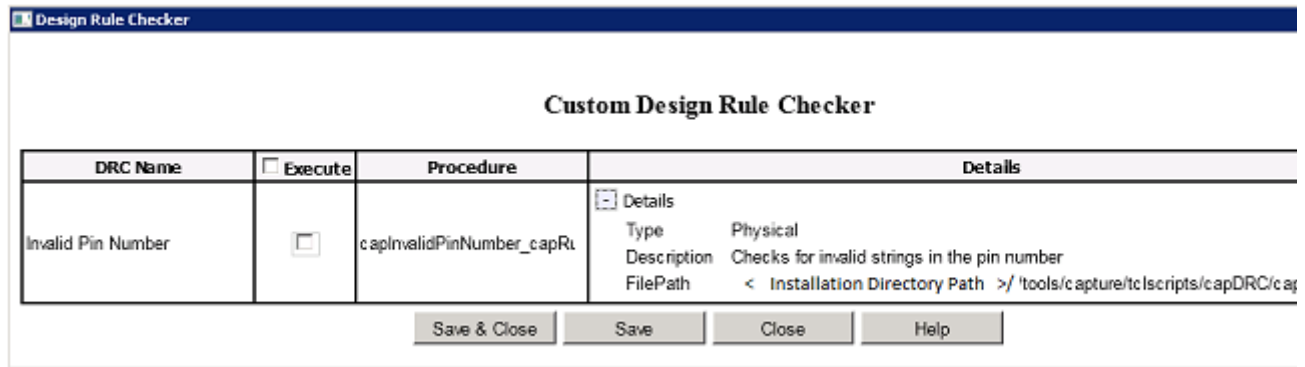 Design Rule Checker
Custom Design Rule Checker
DRC Name Execute Procedure Details
- Details
Invalid Pin Number capInvalidPinNumber_capRu
Type Physical
Description Checks for invalid strings in the pin number
FilePath < Installation Directory Path >/ 'tools/capture/tclscripts/capDRC/cap
Save & Close Save Close Help